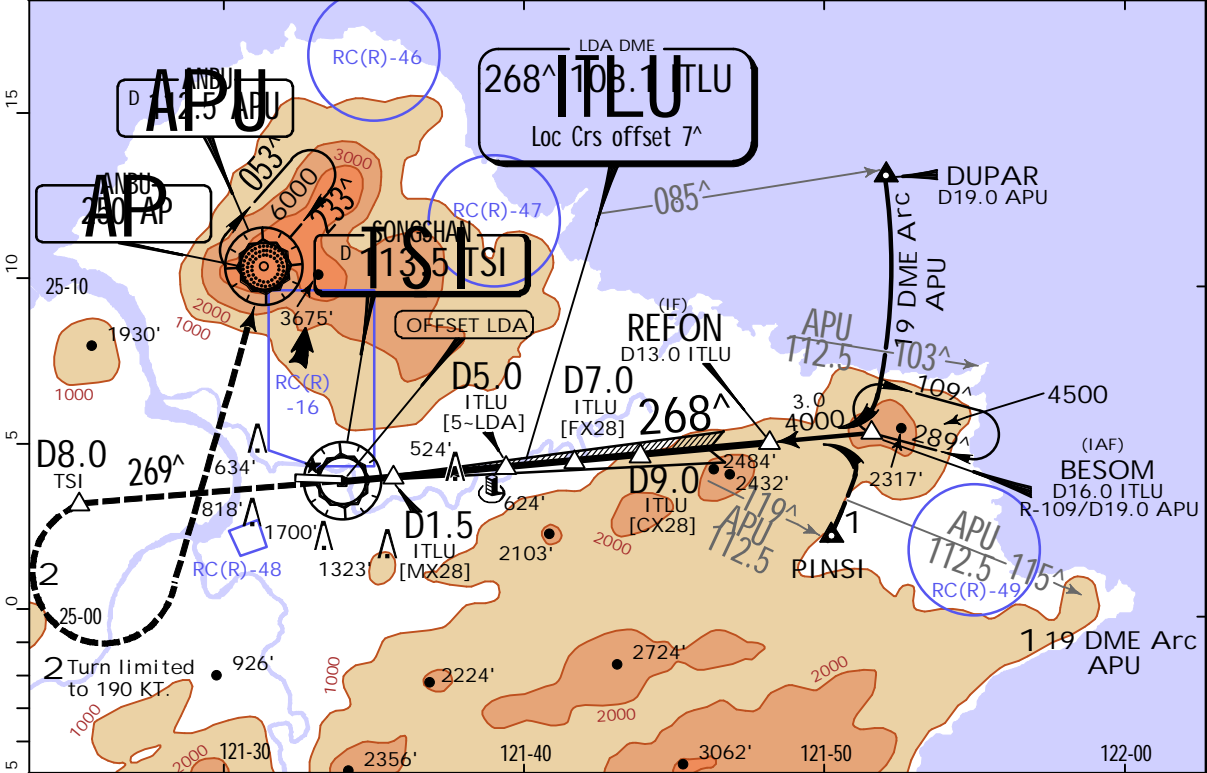 RC(R)-46
LDA DME
268^ 108.1 ITLU
ITLU
Loc Crs offset 7^
15
ANBU
D 112.5 APU
APU
053^
6000
233^
3000
ANBU
250 AP
AP
RC(R)-47
085^
DUPAR
D19.0 APU
SONGSHAN
D 113.5 TSI
TSI
19 DME Arc
APU
10
25-10
2000
1000
3675'
OFFSET LDA
(IF)
REFON
D13.0 ITLU
APU
112.5 103^
1930'
1000
RC(R)
-16
D5.0
ITLU
[5~LDA]
D7.0
ITLU
[FX28]
268^
3.0
4000
109^
4500
289^
5
D8.0
TSI
269^
634'
524'
818'
624'
2484'
2432'
2317'
(IAF)
BESOM
D16.0 ITLU
R-109/D19.0 APU
D9.0
ITLU
[CX28]
119^
APU
112.5
1700'
1323'
D1.5
ITLU
[MX28]
2103'
2000
1
PINSI
APU
112.5 115^
RC(R)-48
RC(R)-49
2
0
25-00
1 19 DME Arc
APU
2 Turn limited
to 190 KT.
926'
1000
2224'
2724'
2000
2000
1000
2000
121-30
2356'
121-40
3062'
121-50
122-00
5